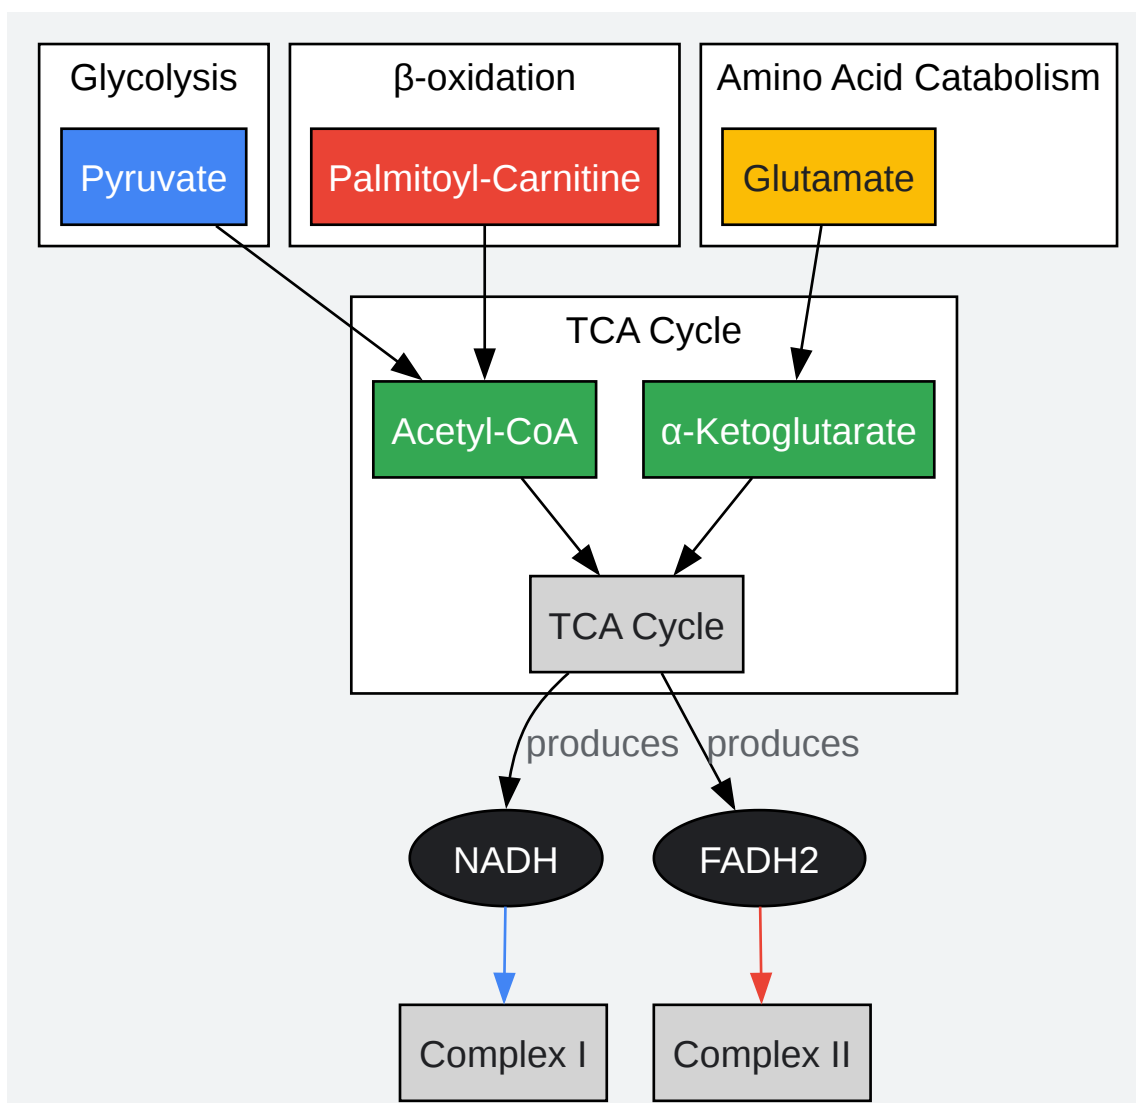 Glycolysis
β-oxidation
Amino Acid Catabolism
Pyruvate
Palmitoyl-Carnitine
Glutamate
TCA Cycle
Acetyl-CoA
α-Ketoglutarate
TCA Cycle
produces
produces
NADH
FADH2
Complex I
Complex II